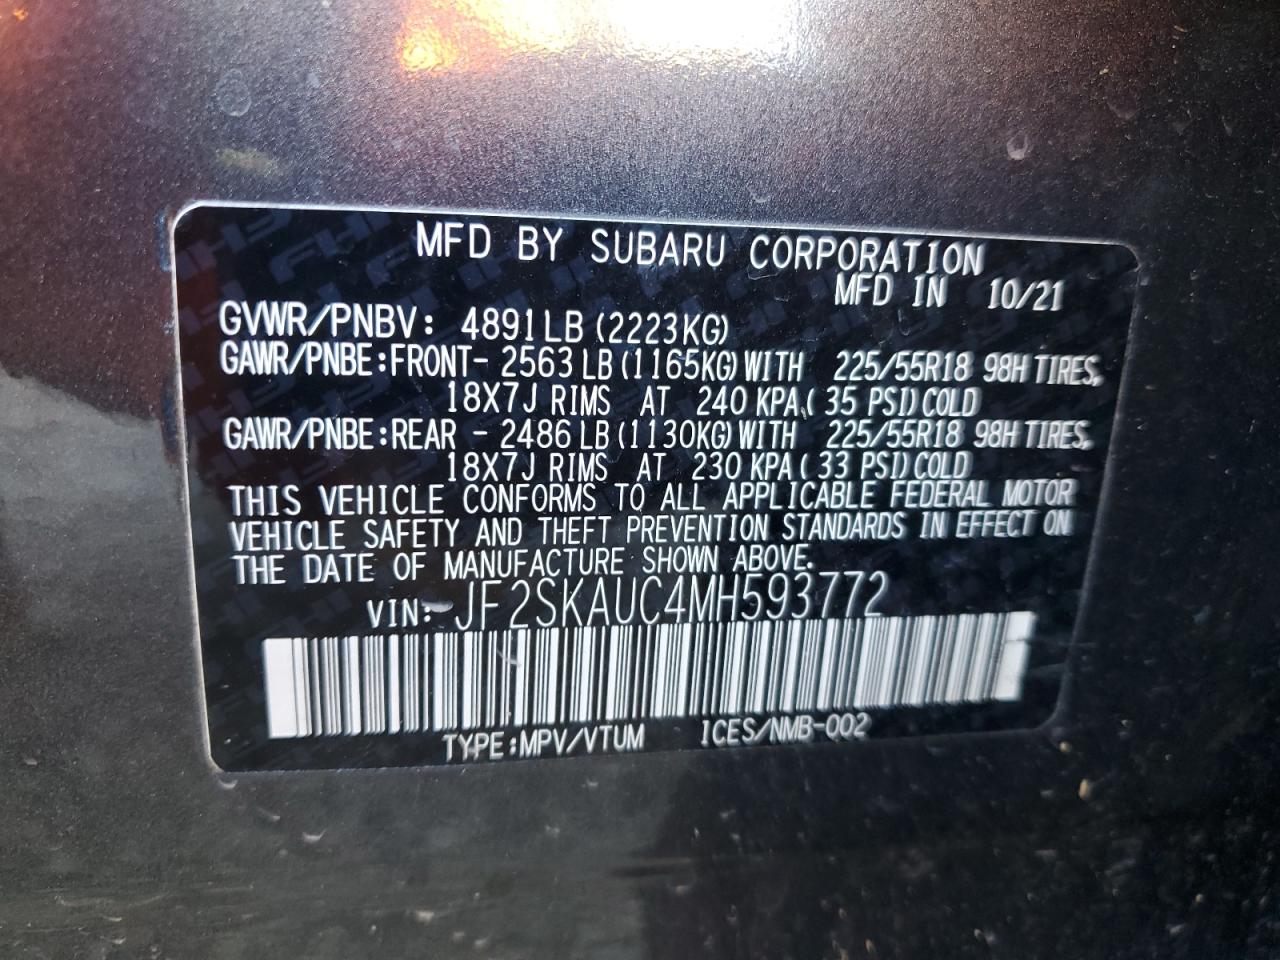 MFD BY SUBARU CORPORATION
MFD IN 10/21
GVWR/PNBV: 4891LB (2223KG)
GAWR/PNBE:FRONT- 2563 LB (1165KG) WITH 225/55R18 98H TIRES,
18X7J RIMS AT 240 KPA ( 35 PSI) COLD
GAWR/PNBE:REAR - 2486 LB (1130KG) WITH 225/55R18 98H TIRES,
18X7J RIMS AT 230 KPA ( 33 PSI) COLD
THIS VEHICLE CONFORMS TO ALL APPLICABLE FEDERAL MOTOR
VEHICLE SAFETY AND THEFT PREVENTION STANDARDS IN EFFECT ON
THE DATE OF MANUFACTURE SHOWN ABOVE.
VIN: JF2SKAUC4MH593772
TYPE:MPV/VTUM ICES/NMB-002